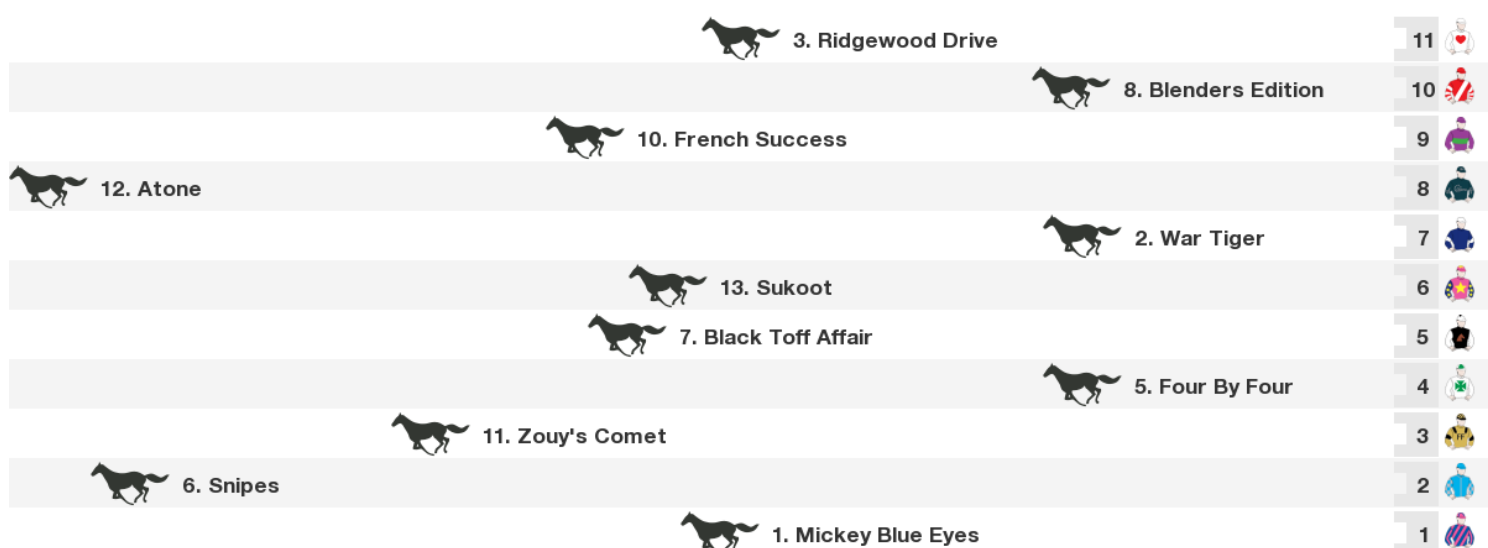 3. Ridgewood Drive 11
8. Blenders Edition 10
10. French Success 9
12. Atone 8
2. War Tiger 7
13. Sukoot 6
7. Black Toff Affair 5
5. Four By Four 4
11. Zouy's Comet 3
6. Snipes 2
1. Mickey Blue Eyes 1